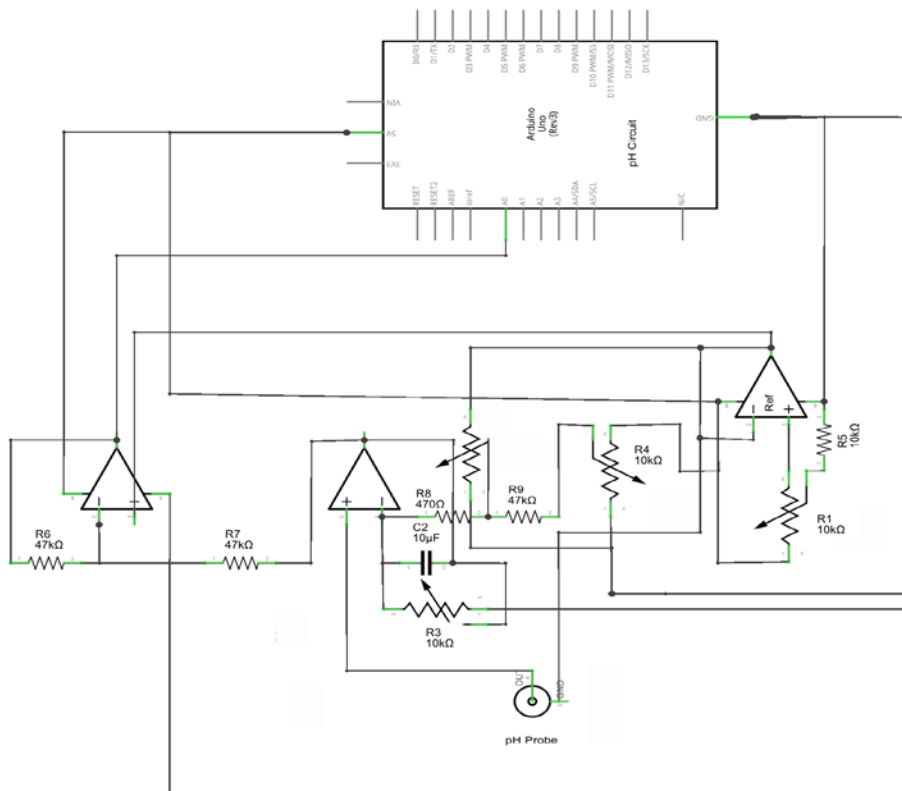 D0/RX
D1/TX
D2
D3 PWM
D4
D5 PWM
D6 PWM
D7
D8
D9 PWM
D10 PWM/SS
D11 PWM/MOSI
D12/MISO
D13/SCK
VIN
5V
3V3
Arduino
Uno
(Rev3)
pH Circuit
GND
RESET
RESET2
AREF
ioref
A0
A1
A2
A3
A4/SDA
A5/SCL
N/C
Ref
R5
10kΩ
R4
10kΩ
R1
10kΩ
R8
470Ω
R9
47kΩ
C2
10µF
R6
47kΩ
R7
47kΩ
R3
10kΩ
OUT
GND
pH Probe